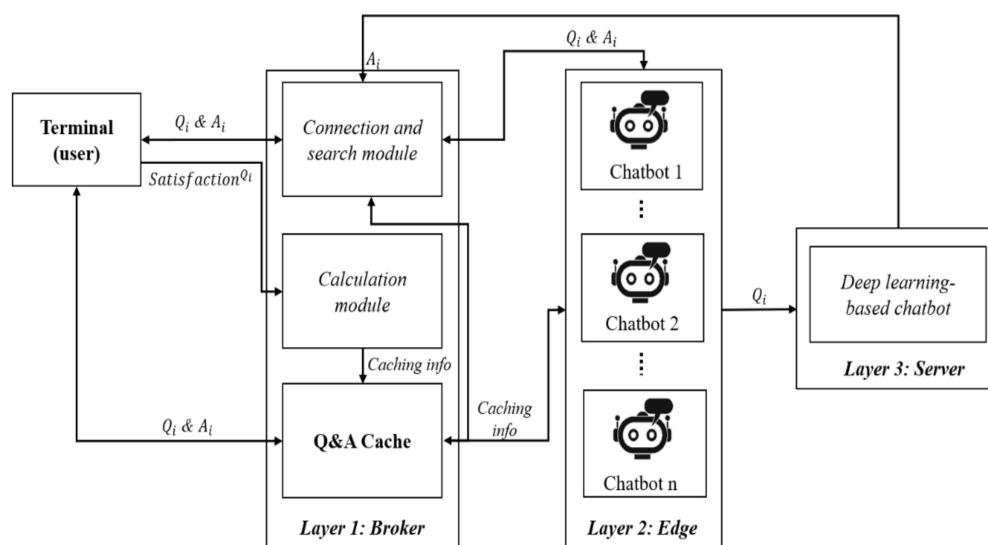 Q_i & A_i
A_i
Terminal
(user)
Q_i & A_i
Satisfaction^{Q_i}
Connection and
search module
Calculation
module
Caching info
Q_i & A_i
Q&A Cache
Caching
info
Layer 1: Broker
Chatbot 1
Chatbot 2
Chatbot n
Layer 2: Edge
Q_i
Deep learning-
based chatbot
Layer 3: Server